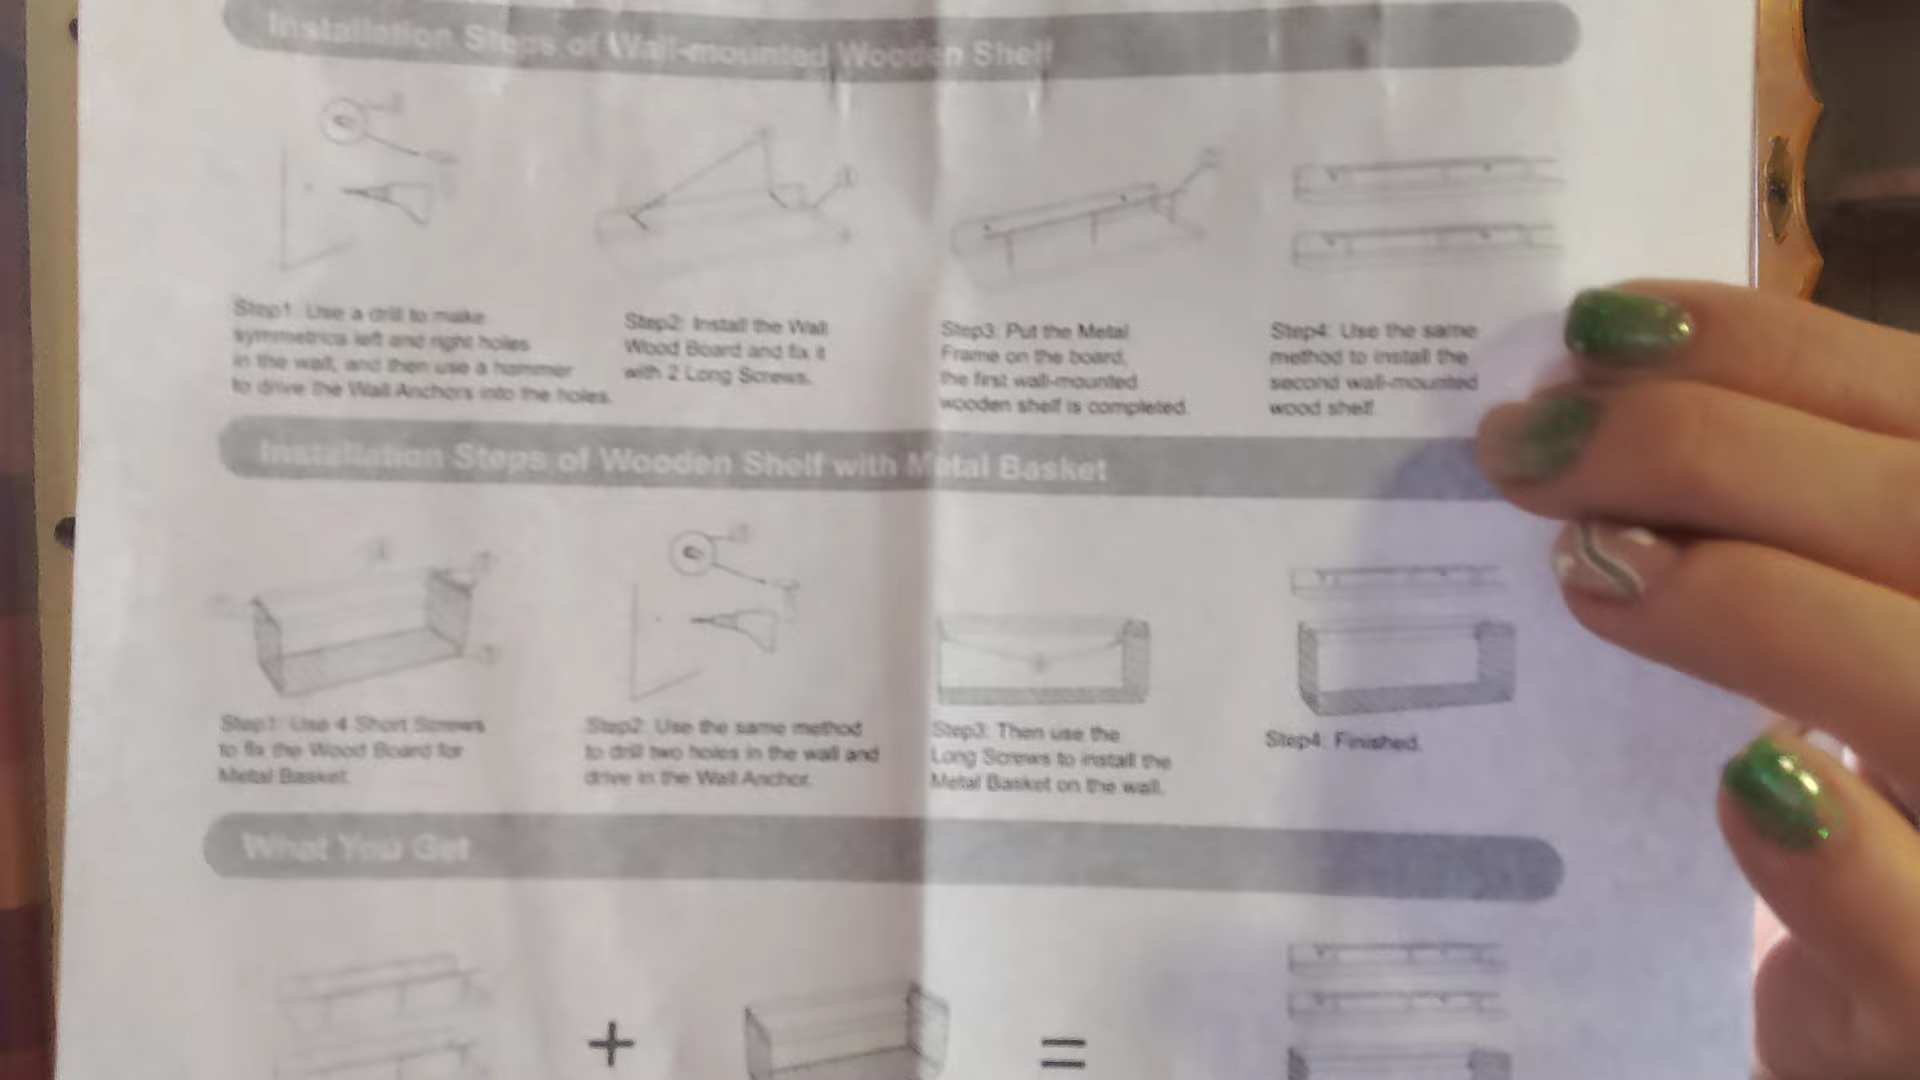 Installation Steps of Wall-mounted Wooden Shelf
Step1: Use a drill to make
symmetrics left and right holes
in the wall, and then use a hammer
to drive the Wall Anchors into the holes.
Step2: Install the Wall
Wood Board and fix it
with 2 Long Screws.
Step3: Put the Metal
Frame on the board,
the first wall-mounted
wooden shelf is completed.
Step4: Use the same
method to install the
second wall-mounted
wood shelf.
Installation Steps of Wooden Shelf with Metal Basket
Step1: Use 4 Short Screws
to fix the Wood Board for
Metal Basket.
Step2: Use the same method
to drill two holes in the wall and
drive in the Wall Anchor.
Step3: Then use the
Long Screws to install the
Metal Basket on the wall.
Step4: Finished.
What You Get
+ =